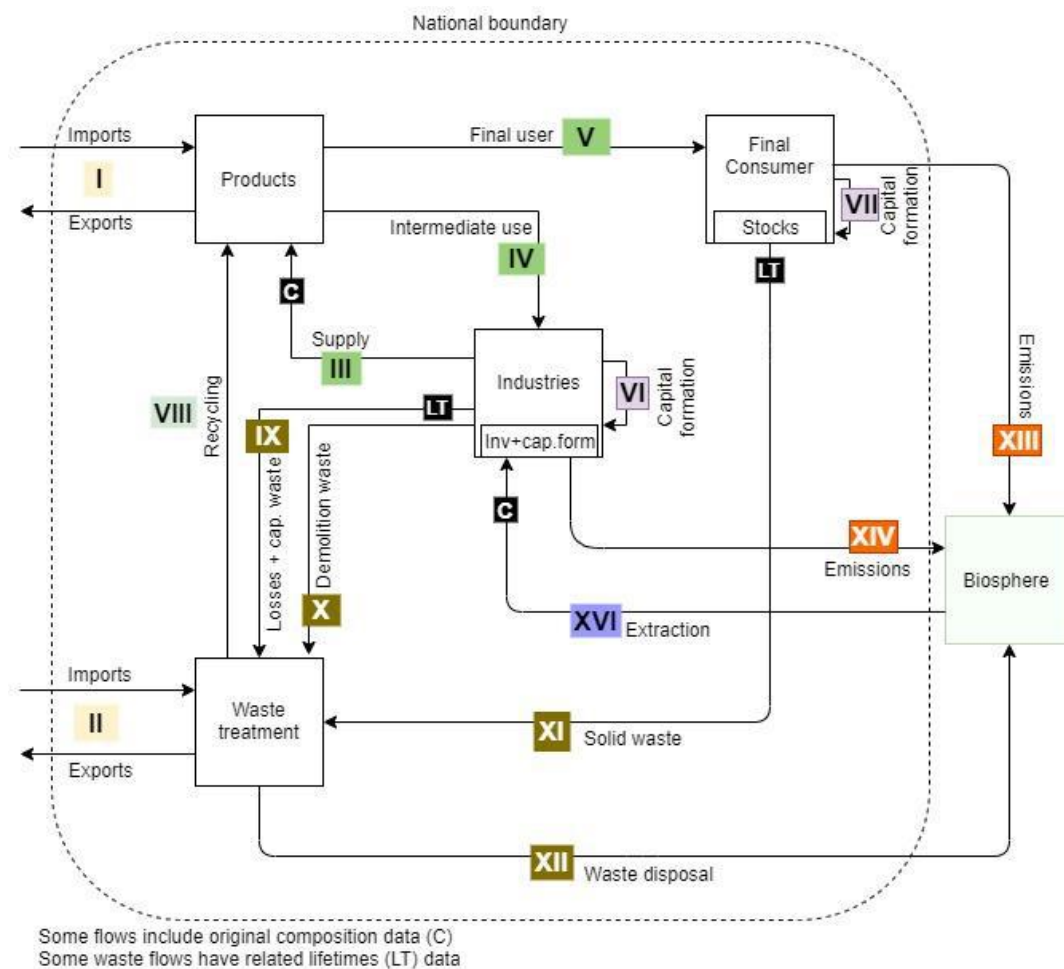 National boundary
Imports
I
Exports
Products
Final user
V
Final
Consumer
Stocks
VII
Capital
formation
Intermediate use
IV
LT
C
Supply
III
Industries
Inv+cap.form
VI
Capital
formation
LT
VIII
Recycling
IX
Losses + cap. waste
Demolition waste
X
C
Emissions
XIII
XIV
Emissions
Biosphere
XVI
Extraction
Imports
II
Exports
Waste
treatment
XI
Solid waste
XII
Waste disposal
Some flows include original composition data (C)
Some waste flows have related lifetimes (LT) data